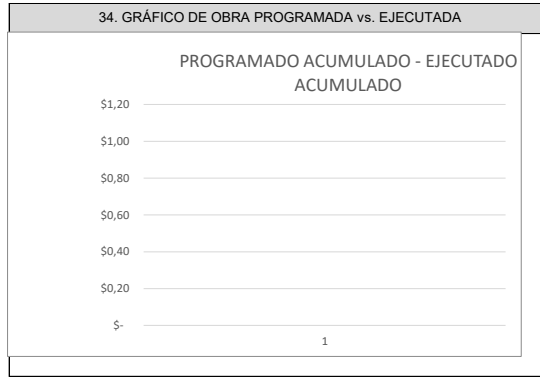 34. GRÁFICO DE OBRA PROGRAMADA vs. EJECUTADA
PROGRAMADO ACUMULADO - EJECUTADO
ACUMULADO
$1,20
$1,00
$0,80
$0,60
$0,40
$0,20
$-
1